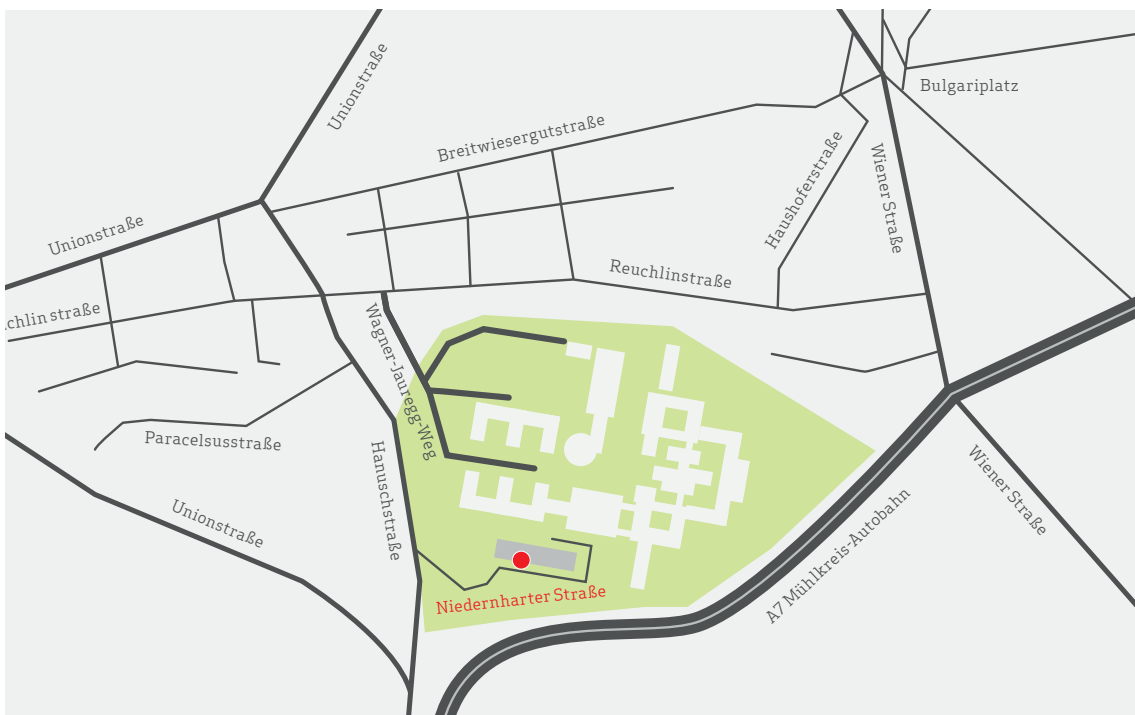 Unionstraße
Bulgariplatz
Breitwiesergutstraße
Haushoferstraße
Wiener Straße
Unionstraße
Reuchlinstraße
chlin straße
Wagner-Jauregg-Weg
Paracelsusstraße
Hanuschstraße
Wiener Straße
Unionstraße
A7 Mühlkreis-Autobahn
Niedernharter Straße